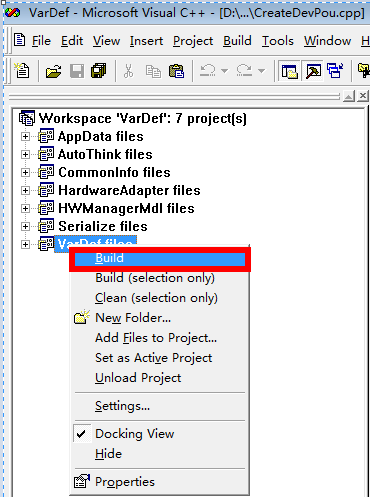 VarDef - Microsoft Visual C++ - [D:\...\CreateDevPou.cpp]
File Edit View Insert Project Build Tools Window H
Workspace 'VarDef': 7 project(s)
AppData files
AutoThink files
CommonInfo files
HardwareAdapter files
HWManagerMdl files
Serialize files
VarDef files
Build
Build (selection only)
Clean (selection only)
New Folder...
Add Files to Project...
Set as Active Project
Unload Project
Settings...
Docking View
Hide
Properties